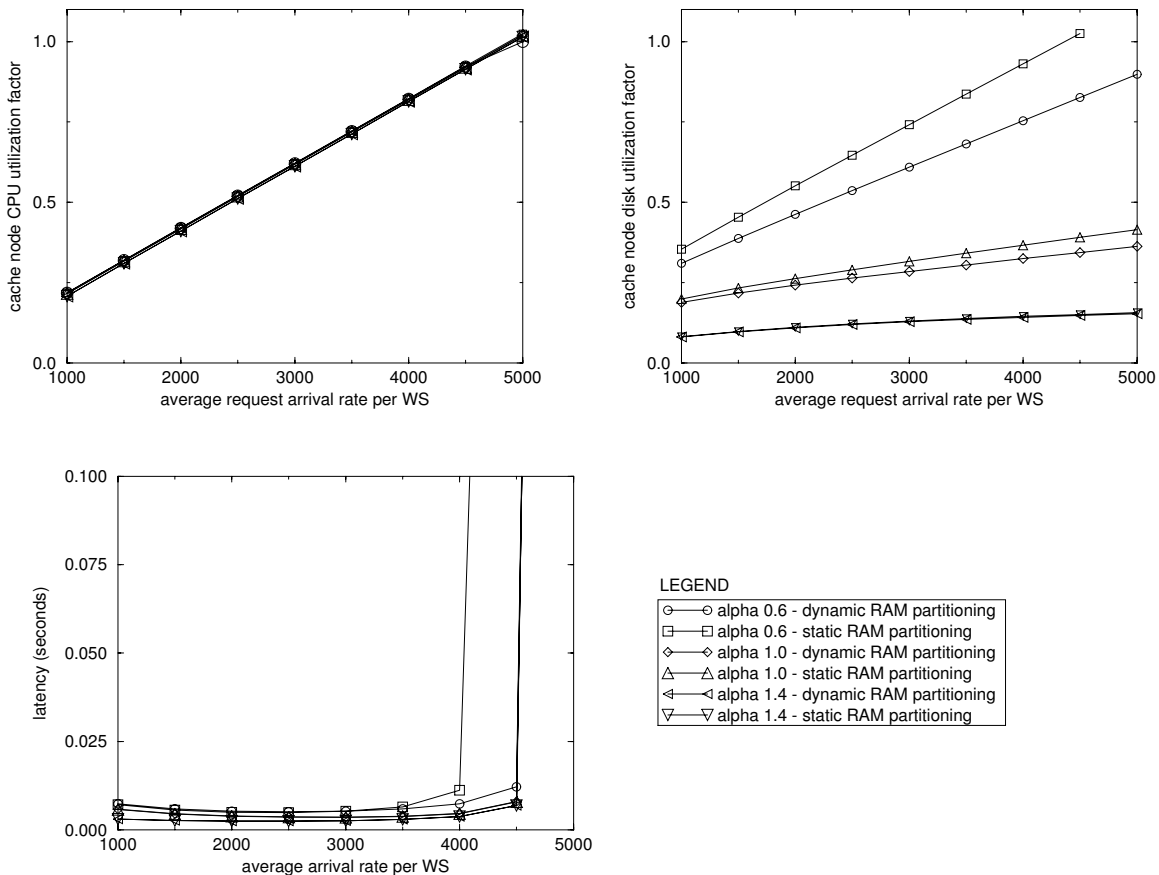 1.0
0.5
0.0
cache node CPU utilization factor
1000 2000 3000 4000 5000
average request arrival rate per WS
1.0
0.5
0.0
cache node disk utilization factor
1000 2000 3000 4000 5000
average request arrival rate per WS
0.100
0.075
0.050
0.025
0.000
latency (seconds)
1000 2000 3000 4000 5000
average arrival rate per WS
LEGEND
alpha 0.6 - dynamic RAM partitioning
alpha 0.6 - static RAM partitioning
alpha 1.0 - dynamic RAM partitioning
alpha 1.0 - static RAM partitioning
alpha 1.4 - dynamic RAM partitioning
alpha 1.4 - static RAM partitioning